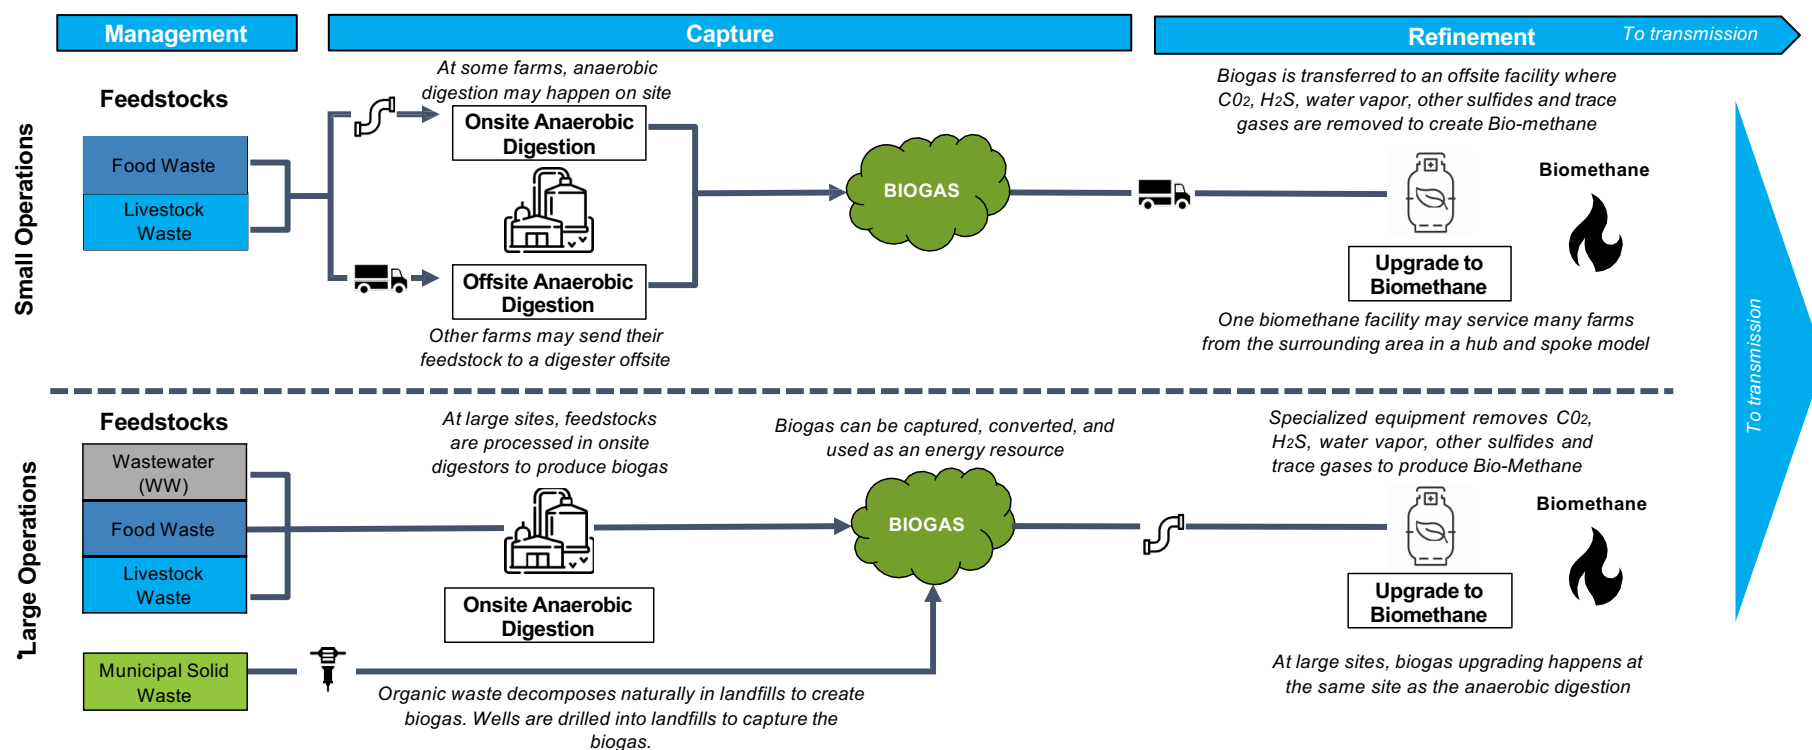 Management
Capture
Refinement
To transmission
Small Operations
Feedstocks
Food Waste
Livestock
Waste
At some farms, anaerobic
digestion may happen on site
Onsite Anaerobic
Digestion
Offsite Anaerobic
Digestion
Other farms may send their
feedstock to a digester offsite
BIOGAS
Biogas is transferred to an offsite facility where
C02, H2S, water vapor, other sulfides and trace
gases are removed to create Bio-methane
Biomethane
Upgrade to
Biomethane
One biomethane facility may service many farms
from the surrounding area in a hub and spoke model
To transmission
Large Operations
Feedstocks
Wastewater
(WW)
Food Waste
Livestock
Waste
Municipal Solid
Waste
At large sites, feedstocks
are processed in onsite
digestors to produce biogas
Onsite Anaerobic
Digestion
Organic waste decomposes naturally in landfills to create
biogas. Wells are drilled into landfills to capture the
biogas.
Biogas can be captured, converted, and
used as an energy resource
BIOGAS
Specialized equipment removes C02,
H2S, water vapor, other sulfides and
trace gases to produce Bio-Methane
Biomethane
Upgrade to
Biomethane
At large sites, biogas upgrading happens at
the same site as the anaerobic digestion